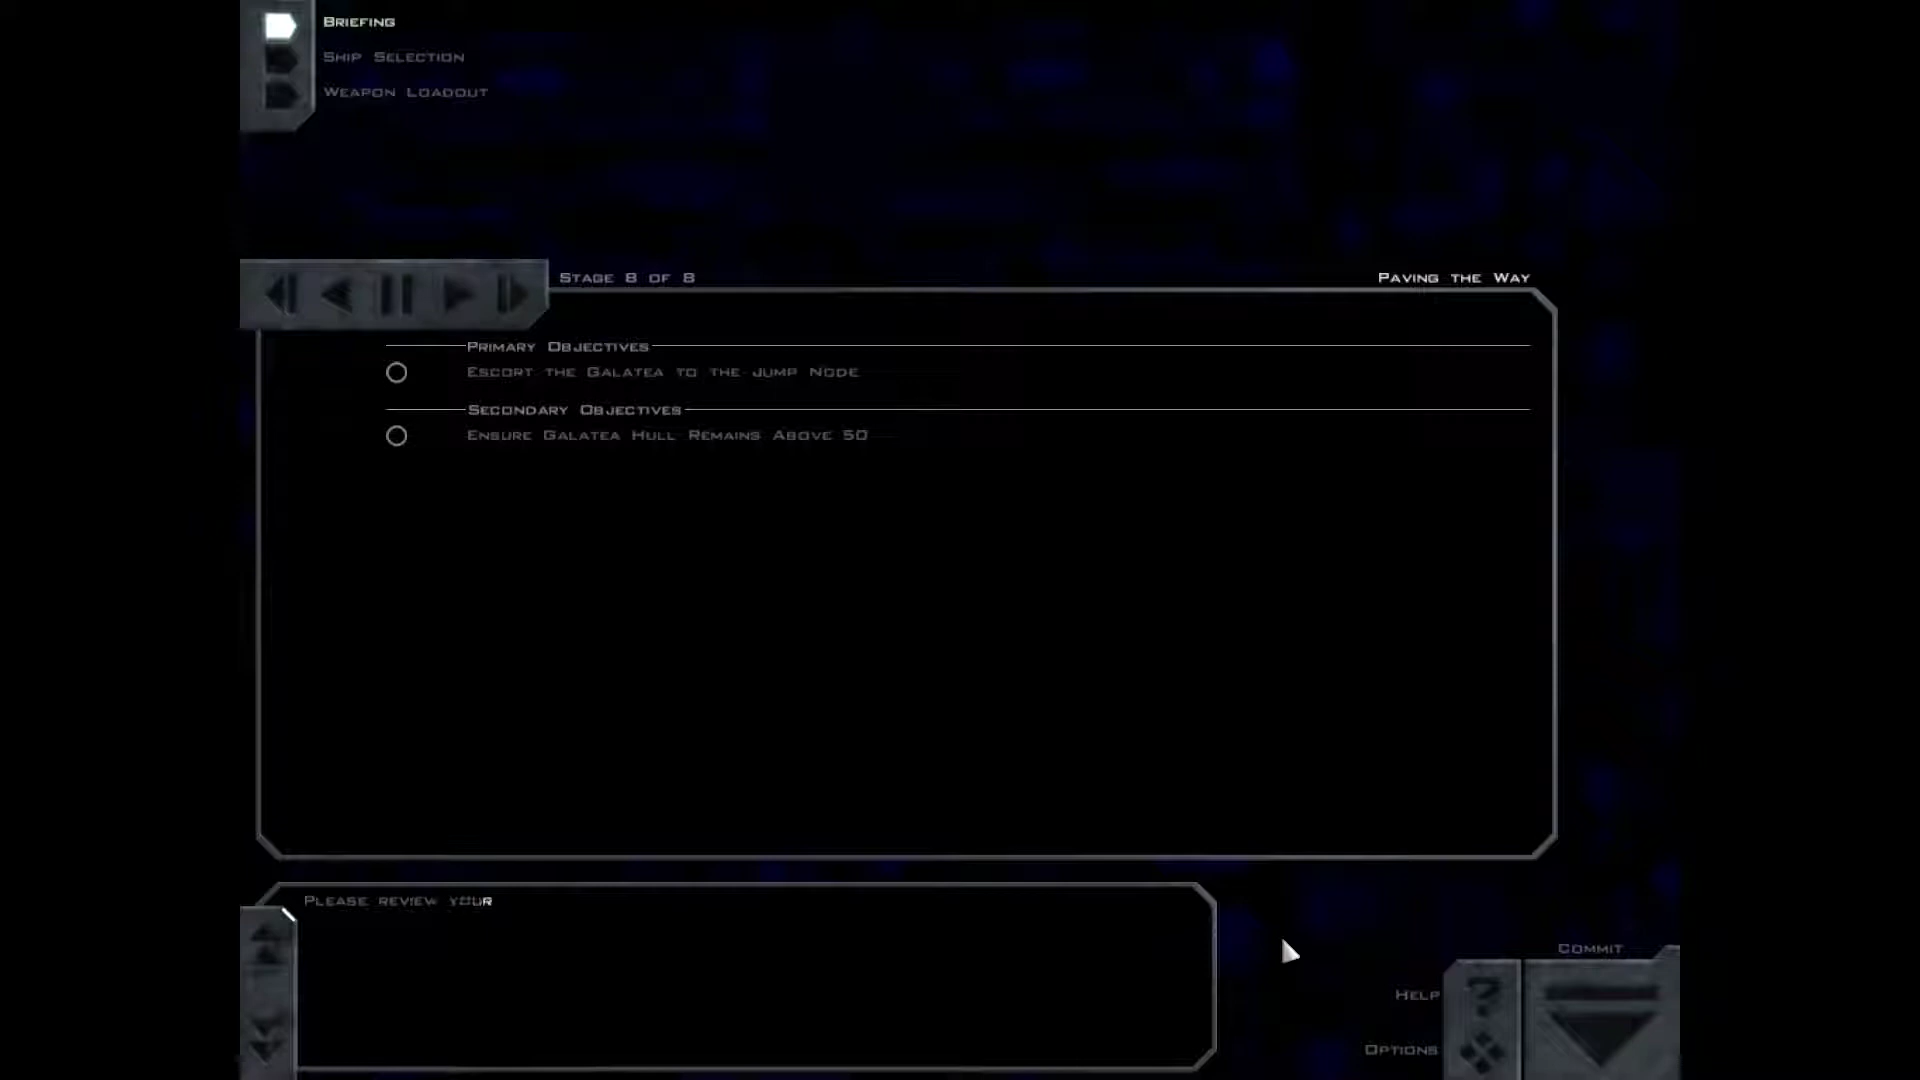 Briefing
Ship Selection
Weapon Loadout
Stage 8 of 8
Paving the Way
Primary Objectives
Escort the Galatea to the jump Node
Secondary Objectives
Ensure Galatea Hull Remains Above 50
Please review your
Commit
Help
Options